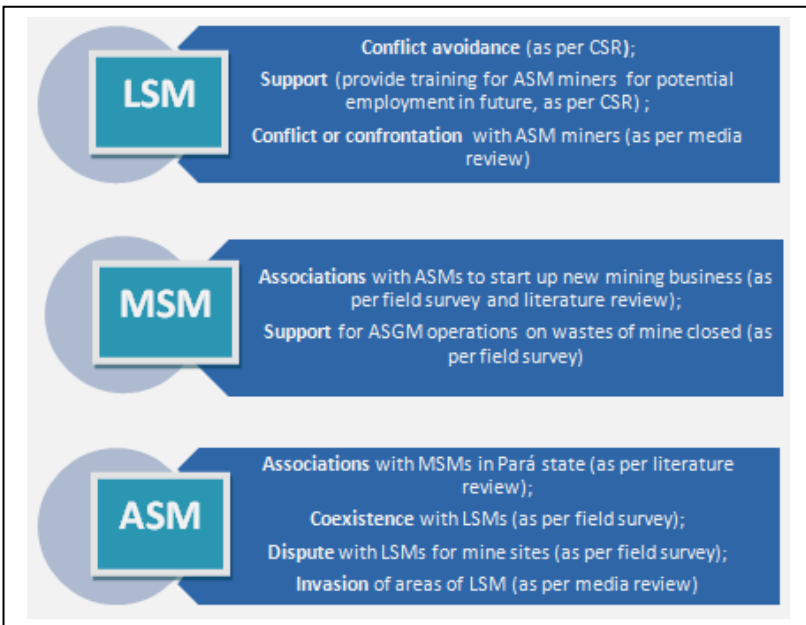 LSM
Conflict avoidance (as per CSR);
Support (provide training for ASM miners for potential
employment in future, as per CSR) ;
Conflict or confrontation with ASM miners (as per media
review)
MSM
Associations with ASMs to start up new mining business (as
per field survey and literature review);
Support for ASGM operations on wastes of mine closed (as
per field survey)
ASM
Associations with MSMs in Pará state (as per literature
review);
Coexistence with LSMs (as per field survey);
Dispute with LSMs for mine sites (as per field survey);
Invasion of areas of LSM (as per media review)